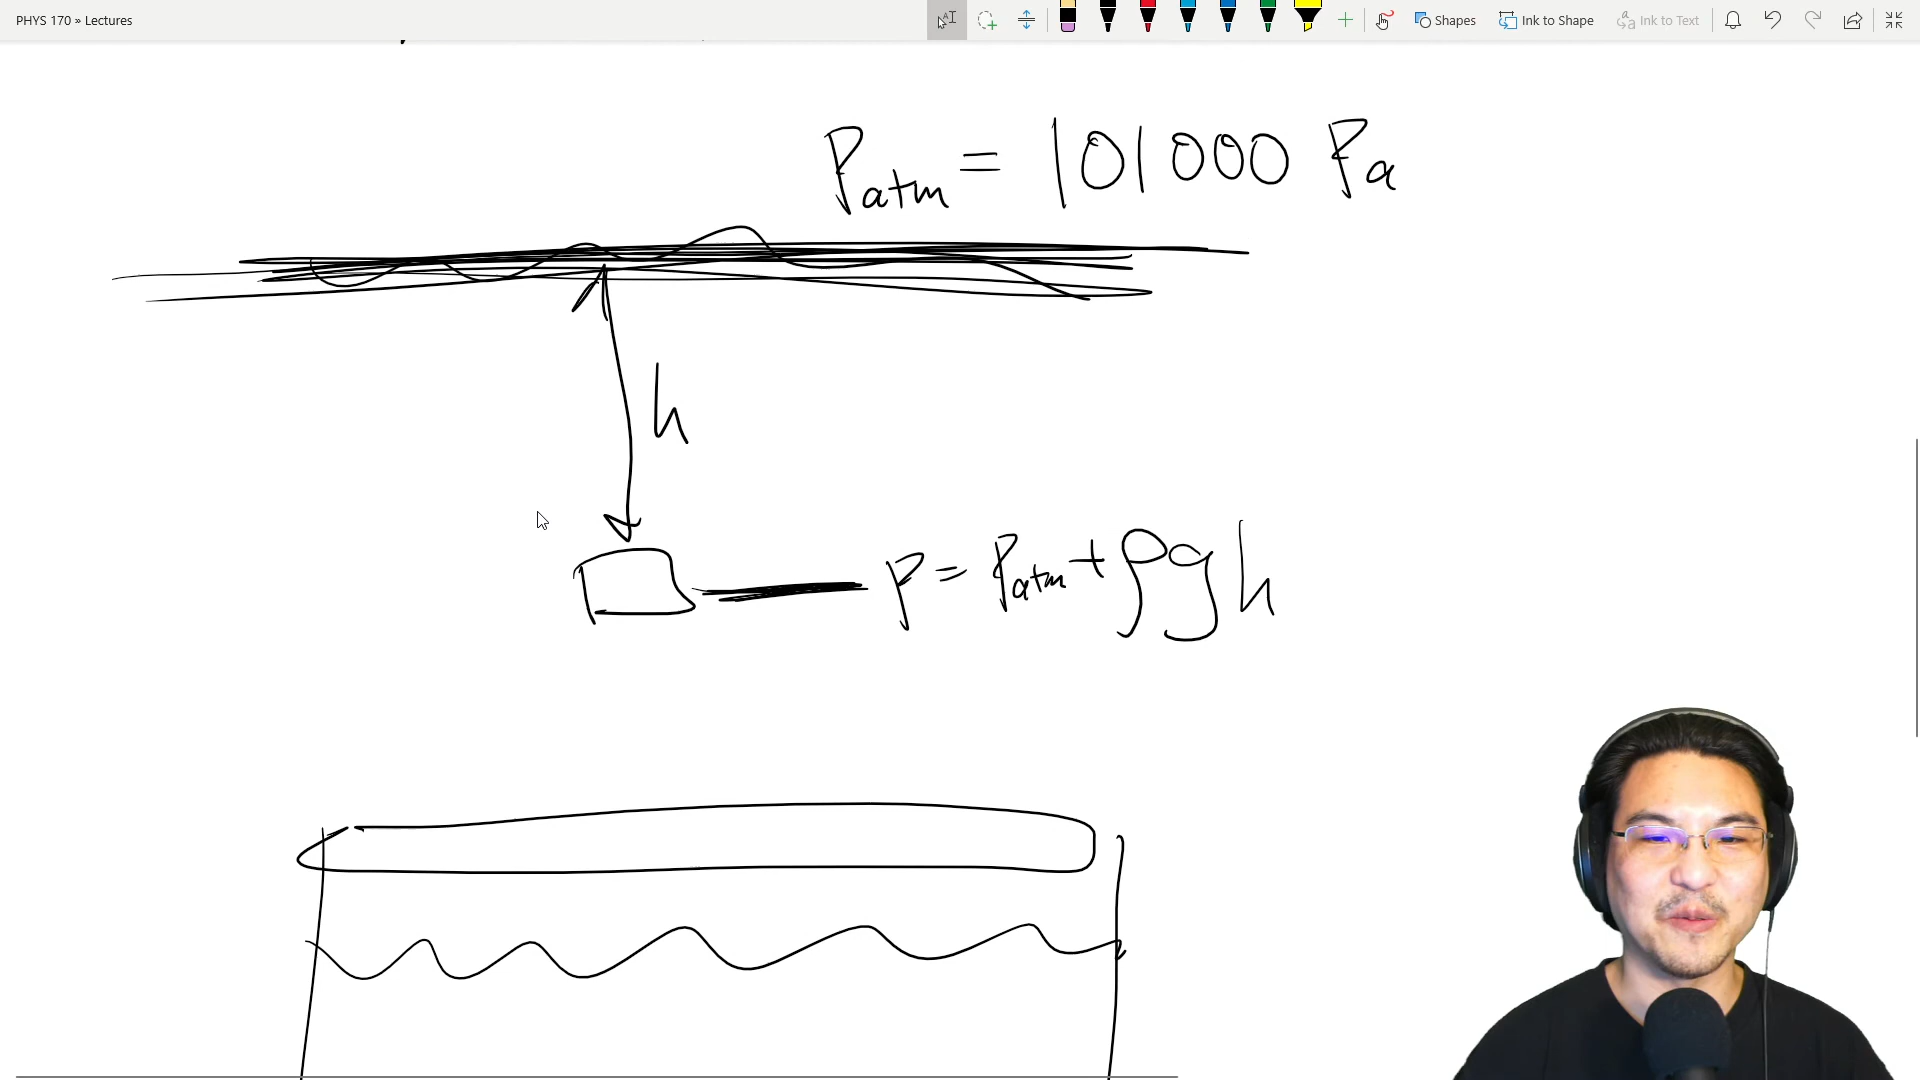 PHYS 170 » Lectures
Shapes
Ink to Shape
Ink to Text
Patm = 101000 Pa
h
P = Patm + ρgh